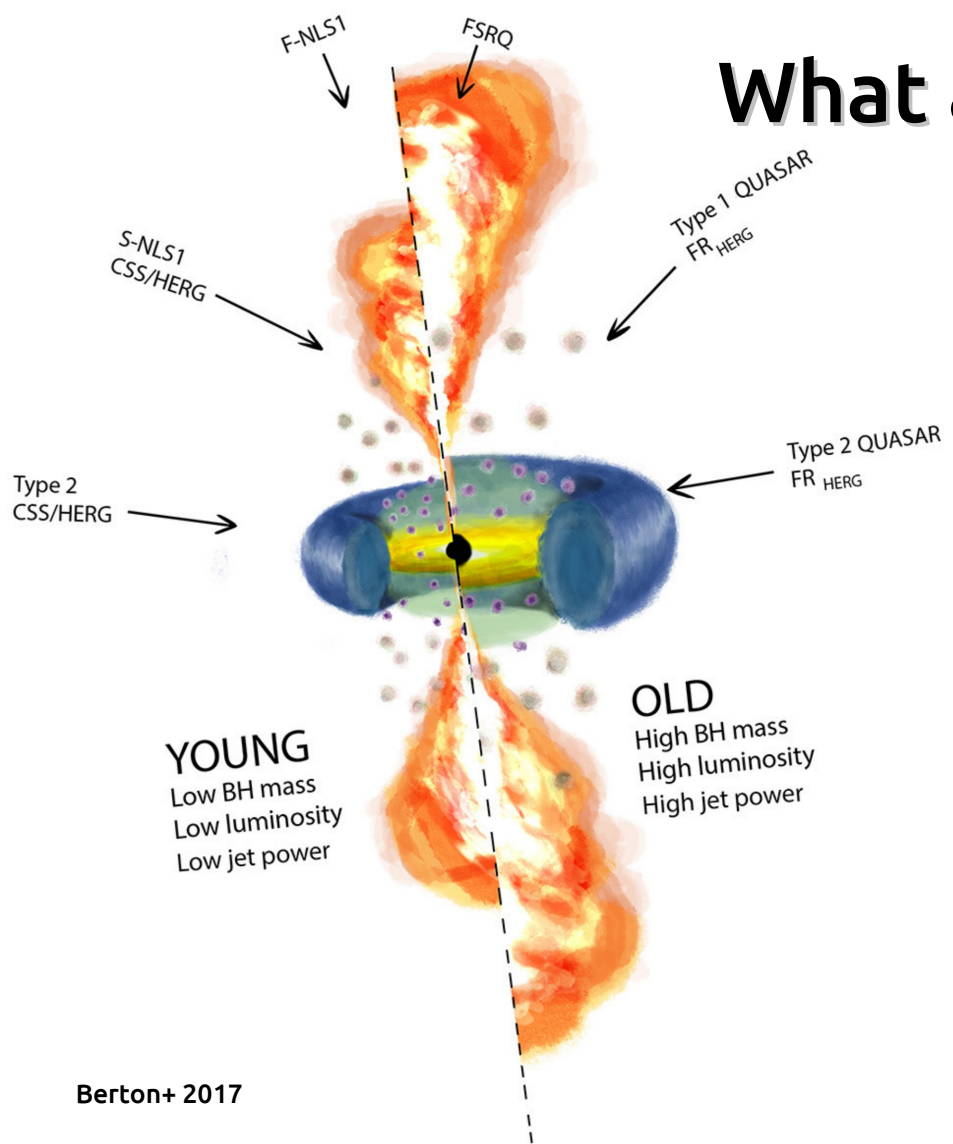 F-NLS1
FSRQ
What
Type 1 QUASAR
FR HERG
S-NLS1
CSS/HERG
Type 2 QUASAR
FR HERG
Type 2
CSS/HERG
YOUNG
Low BH mass
Low luminosity
Low jet power
OLD
High BH mass
High luminosity
High jet power
Berton+ 2017